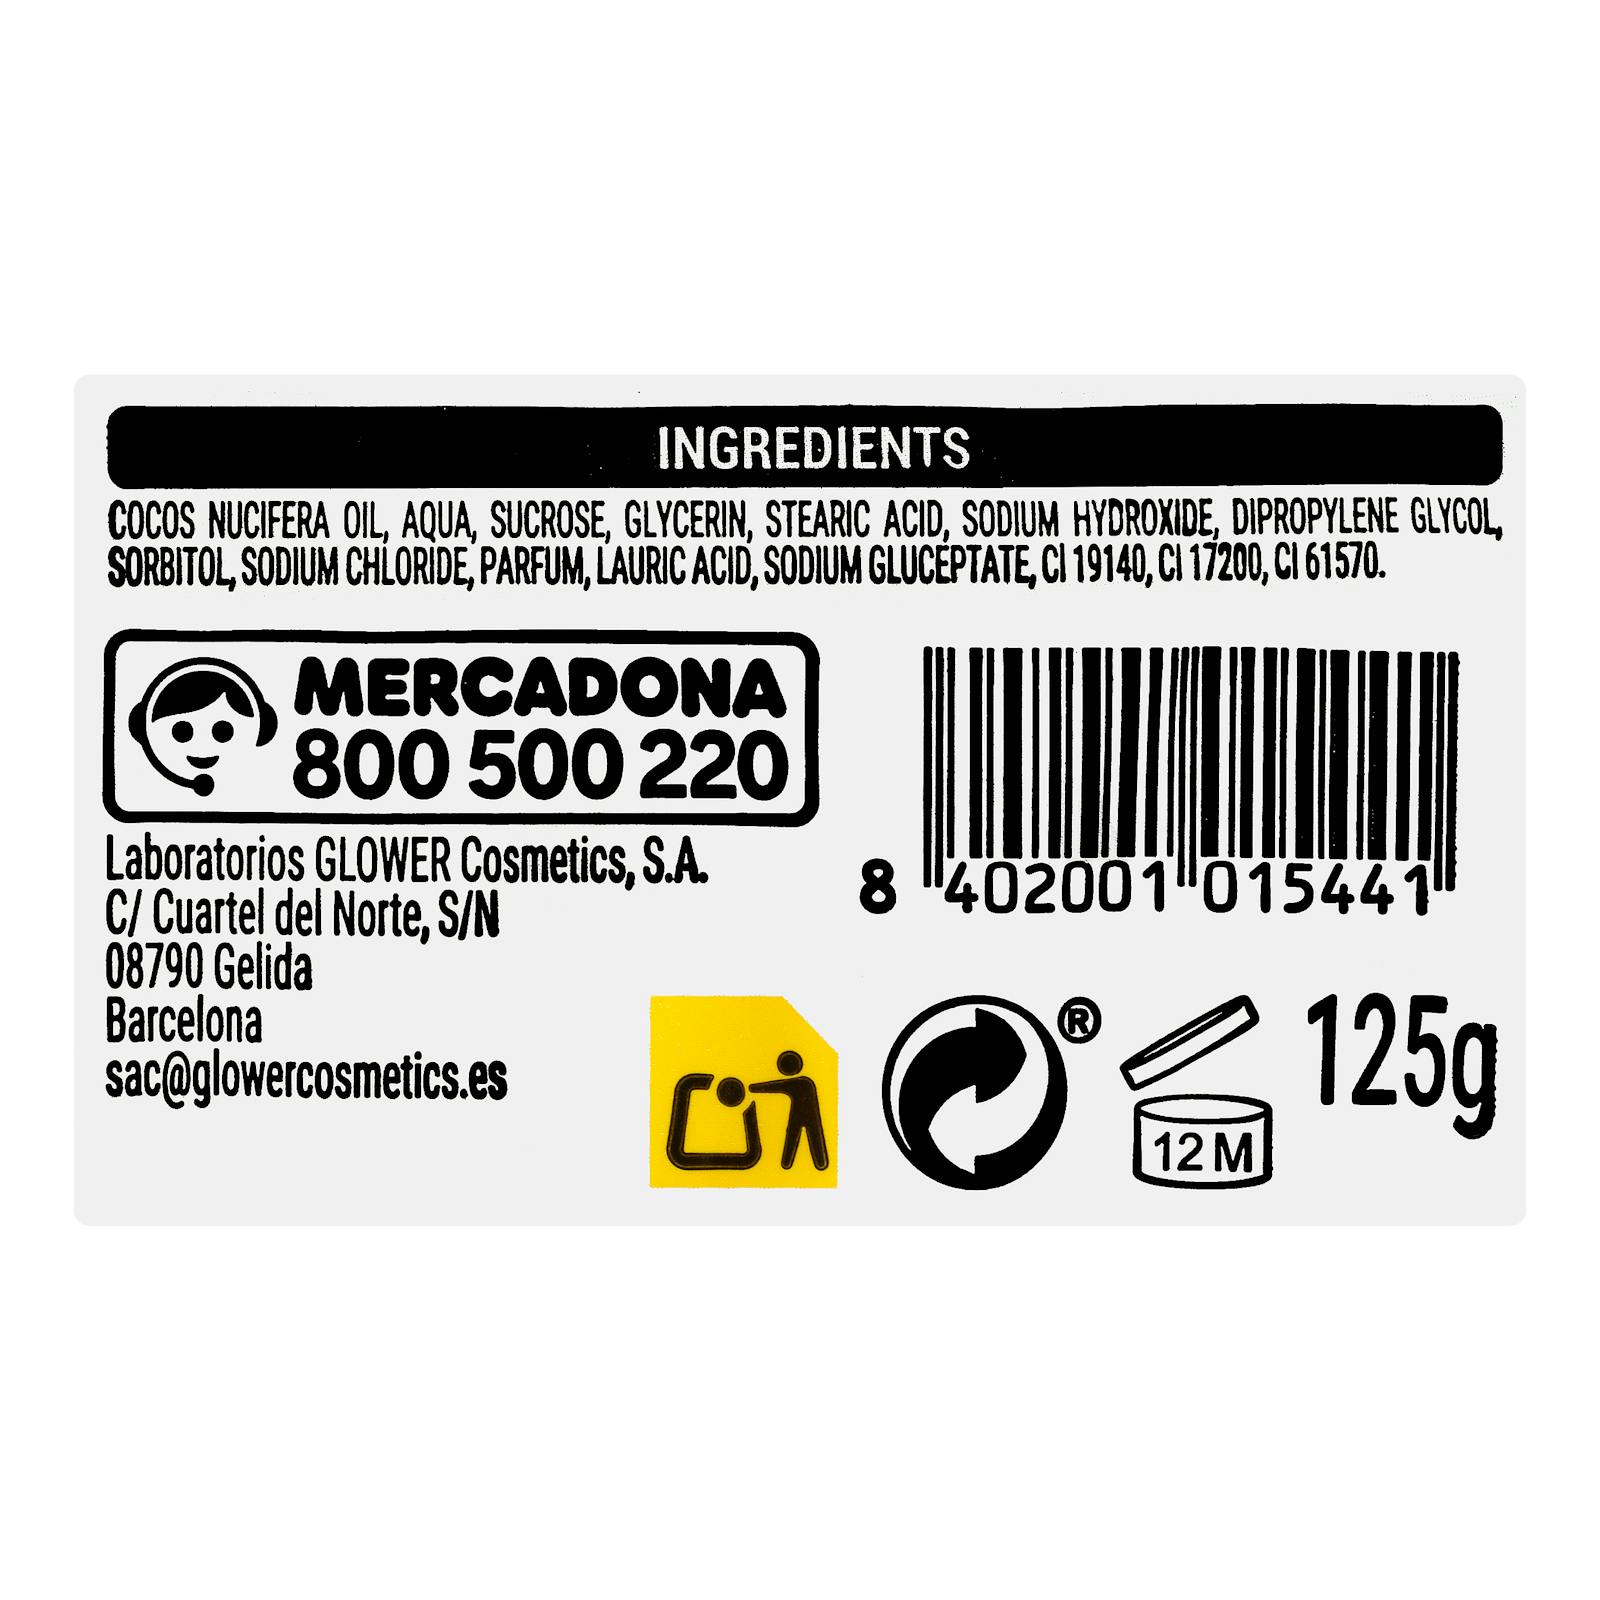 INGREDIENTS
COCOS NUCIFERA OIL, AQUA, SUCROSE, GLYCERIN, STEARIC ACID, SODIUM HYDROXIDE, DIPROPYLENE GLYCOL,
SORBITOL, SODIUM CHLORIDE, PARFUM, LAURIC ACID, SODIUM GLUCEPTATE, CI 19140, CI 17200, CI 61570.
MERCADONA
800 500 220
Laboratorios GLOWER Cosmetics, S.A.
C/ Cuartel del Norte, S/N
08790 Gelida
Barcelona
sac@glowercosmetics.es
8 402001 015441
®
12 M
125g